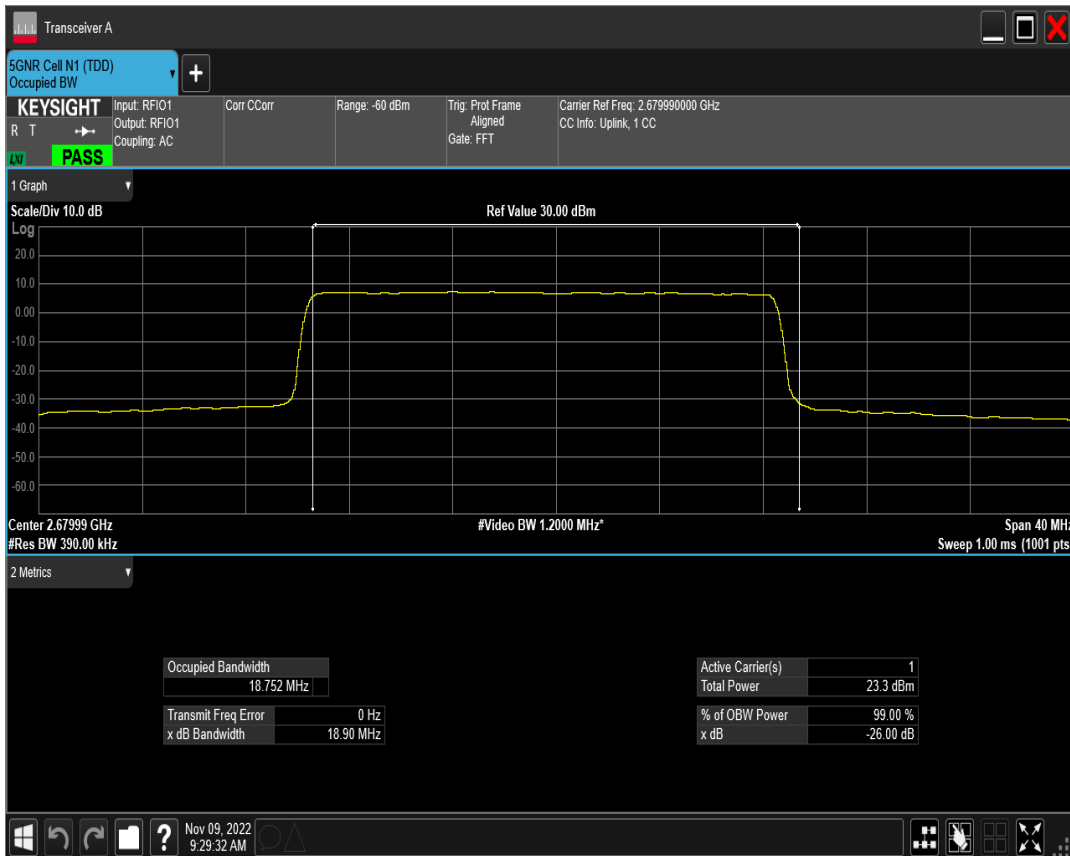 Transceiver A
5GNR Cell N1 (TDD)
Occupied BW
+
KEYSIGHT
R T
LXI
PASS
Input: RFIO1
Output: RFIO1
Coupling: AC
Corr CCorr
Range: -60 dBm
Trig: Prot Frame
Aligned
Gate: FFT
Carrier Ref Freq: 2.679990000 GHz
CC Info: Uplink, 1 CC
1 Graph
Scale/Div 10.0 dB
Ref Value 30.00 dBm
Log
20.0
10.0
0.00
-10.0
-20.0
-30.0
-40.0
-50.0
-60.0
Center 2.67999 GHz
#Video BW 1.2000 MHz*
Span 40 MHz
#Res BW 390.00 kHz
Sweep 1.00 ms (1001 pts
2 Metrics
Occupied Bandwidth
18.752 MHz
Transmit Freq Error 0 Hz
x dB Bandwidth 18.90 MHz
Active Carrier(s) 1
Total Power 23.3 dBm
% of OBW Power 99.00 %
x dB -26.00 dB
?
Nov 09, 2022
9:29:32 AM